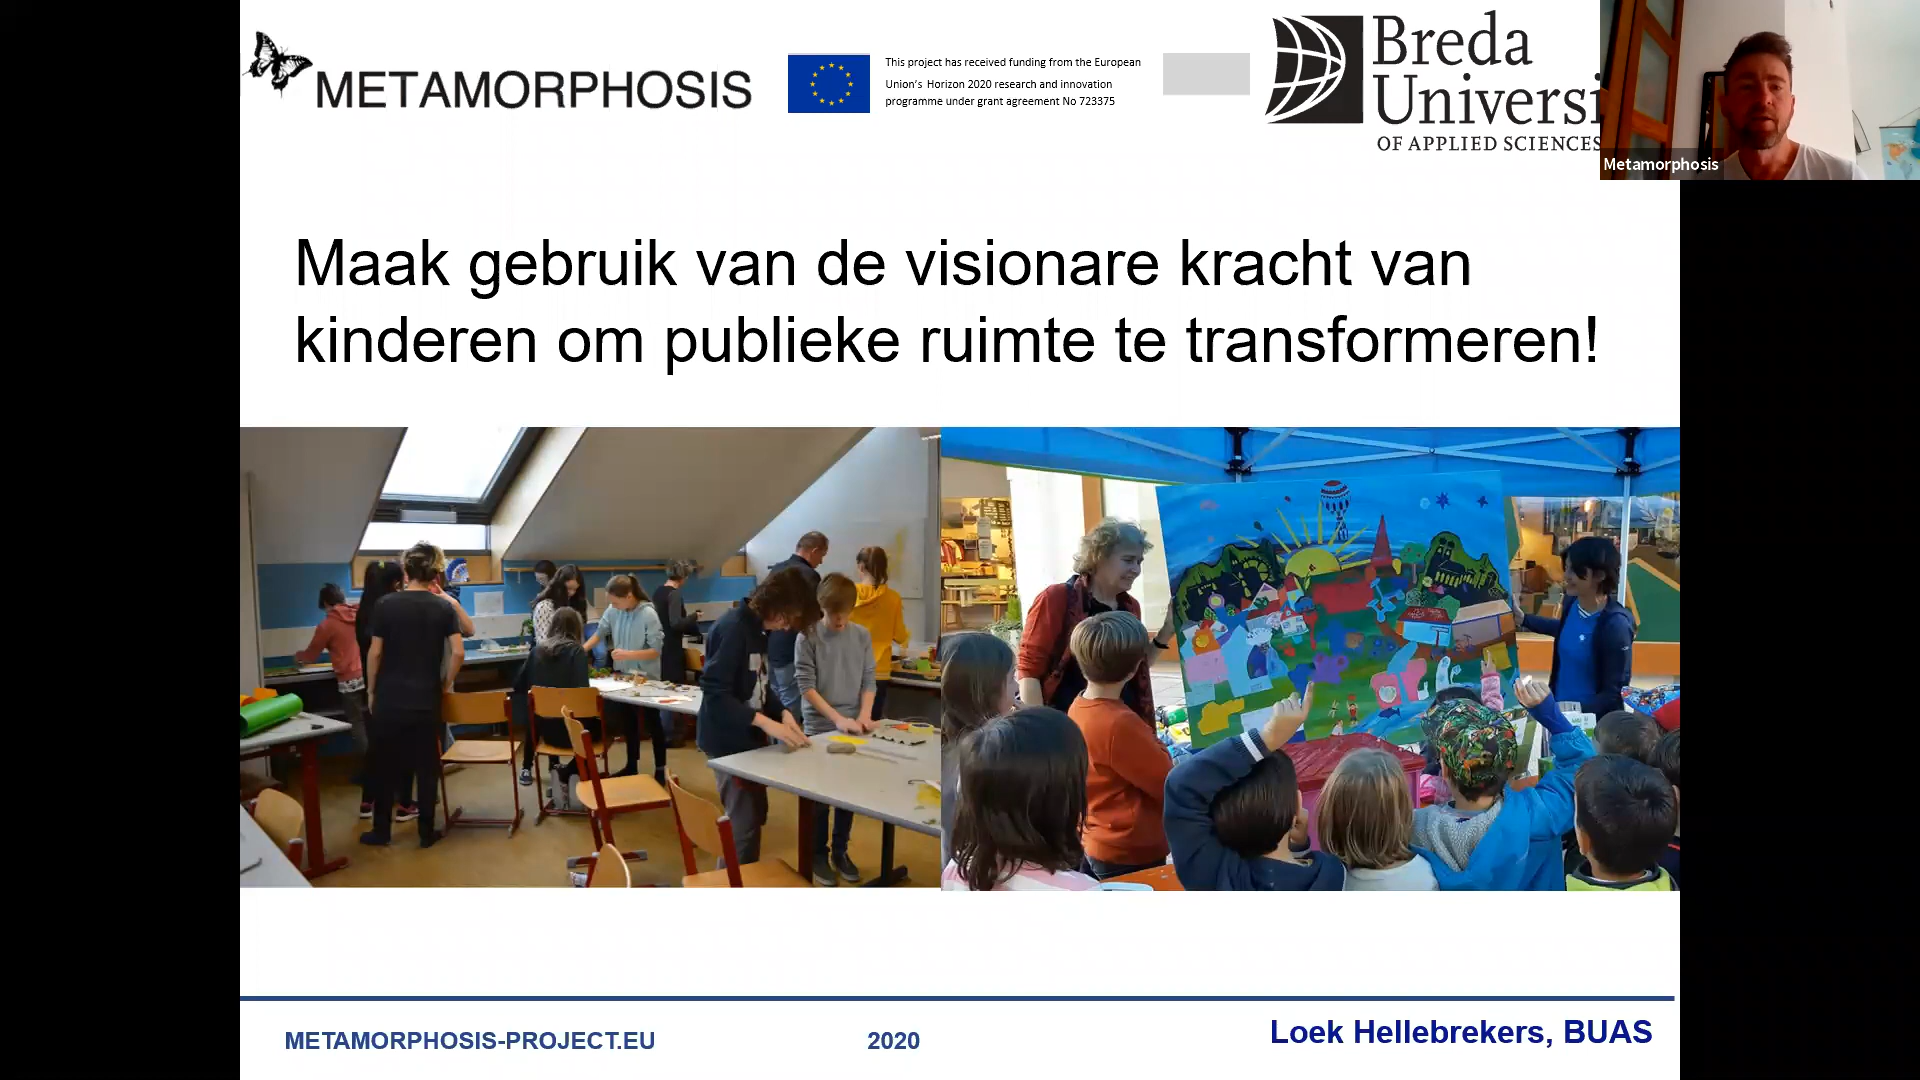 METAMORPHOSIS
This project has received funding from the European
Union's Horizon 2020 research and innovation
programme under grant agreement No 723375
Breda
Universi
OF APPLIED SCIENCES
Metamorphosis
Maak gebruik van de visionare kracht van
kinderen om publieke ruimte te transformeren!
METAMORPHOSIS-PROJECT.EU
2020
Loek Hellebrekers, BUAS